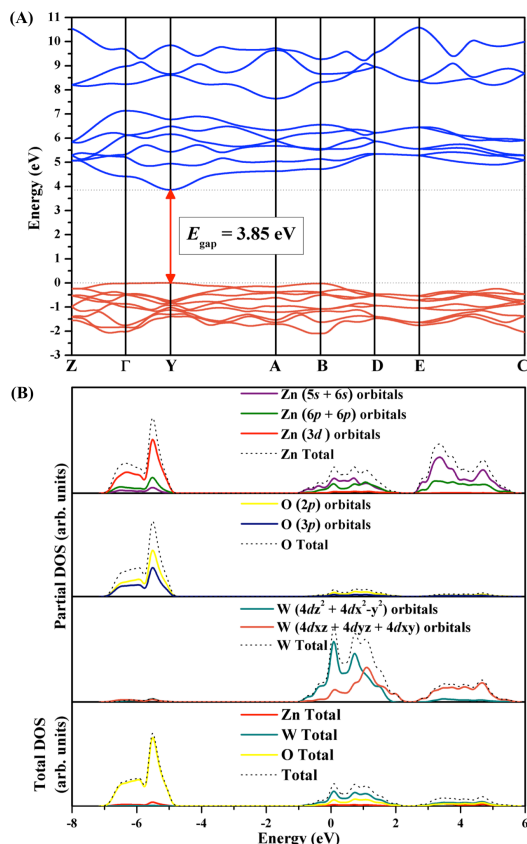 (A)
11
10
9
8
7
6
5
4
3
2
1
0
-1
-2
-3
Energy (eV)
E gap = 3.85 eV
Z Γ Y A B D E C
(B)
Zn (5s + 6s) orbitals
Zn (6p + 6p) orbitals
Zn (3d ) orbitals
Zn Total
O (2p) orbitals
O (3p) orbitals
O Total
W (4dz² + 4dx²-y²) orbitals
W (4dxz + 4dyz + 4dxy) orbitals
W Total
Zn Total
W Total
O Total
Total
Partial DOS (arb. units)
Total DOS
(arb. units)
-8 -6 -4 -2 0 2 4 6
Energy (eV)